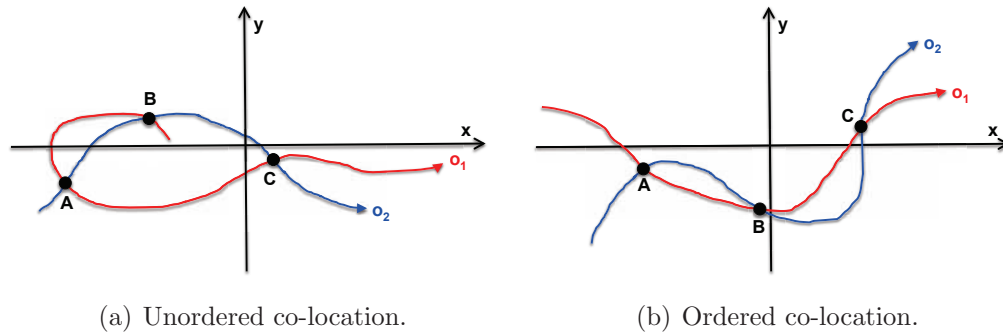 y
B
x
A
C
o₁
o₂
(a) Unordered co-location.
y
o₂
o₁
C
x
A
B
(b) Ordered co-location.